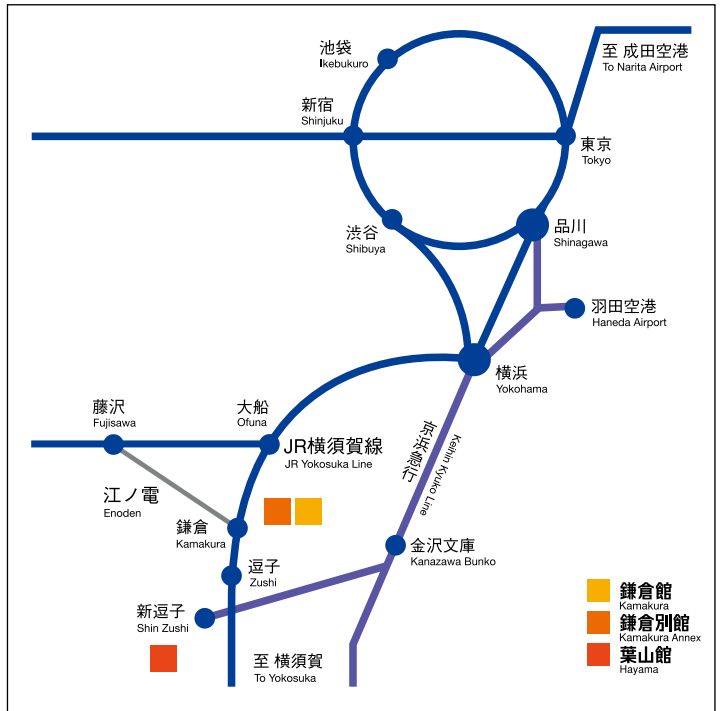 池袋
Ikebukuro
至 成田空港
To Narita Airport
新宿
Shinjuku
東京
Tokyo
渋谷
Shibuya
品川
Shinagawa
羽田空港
Haneda Airport
横浜
Yokohama
藤沢
Fujisawa
大船
Ofuna
JR横須賀線
JR Yokosuka Line
京浜急行
Keihin Kyuko Line
江ノ電
Enoden
鎌倉
Kamakura
金沢文庫
Kanazawa Bunko
逗子
Zushi
新逗子
Shin Zushi
至 横須賀
To Yokosuka
鎌倉館
Kamakura
鎌倉別館
Kamakura Annex
葉山館
Hayama